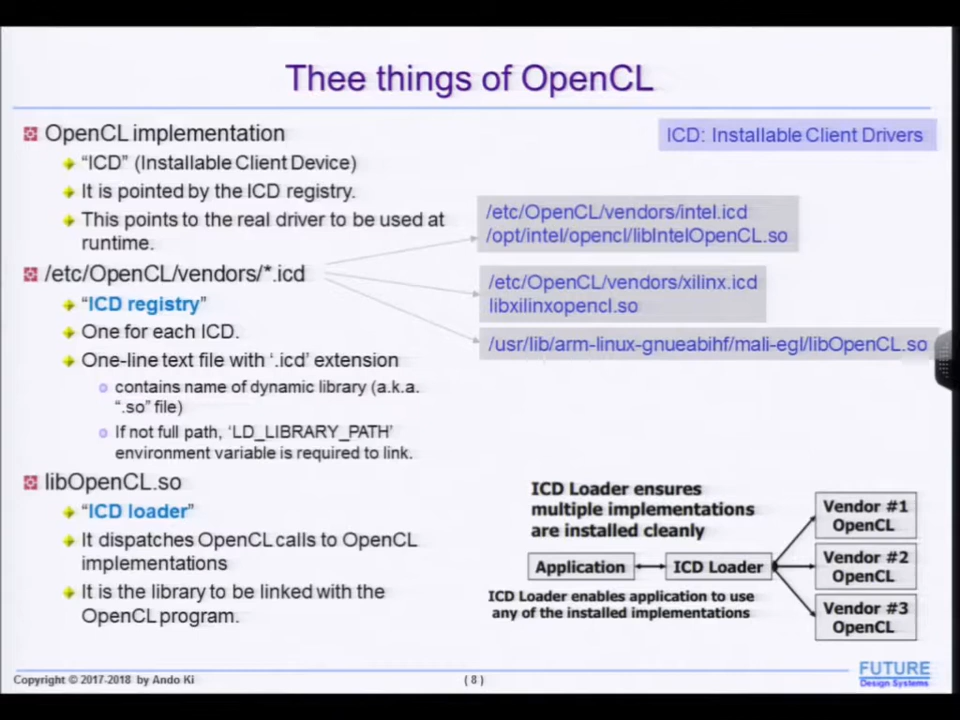 Thee things of OpenCL
ICD: Installable Client Drivers
OpenCL implementation
“ICD” (Installable Client Device)
It is pointed by the ICD registry.
This points to the real driver to be used at
runtime.
/etc/OpenCL/vendors/*.icd
“ICD registry”
One for each ICD.
One-line text file with ‘.icd’ extension
contains name of dynamic library (a.k.a.
“.so” file)
If not full path, ‘LD_LIBRARY_PATH’
environment variable is required to link.
libOpenCL.so
“ICD loader”
It dispatches OpenCL calls to OpenCL
implementations
It is the library to be linked with the
OpenCL program.
/etc/OpenCL/vendors/intel.icd
/opt/intel/opencl/libIntelOpenCL.so
/etc/OpenCL/vendors/xilinx.icd
libxilinxopencl.so
/usr/lib/arm-linux-gnueabihf/mali-egl/libOpenCL.so
ICD Loader ensures
multiple implementations
are installed cleanly
Application
ICD Loader
Vendor #1
OpenCL
Vendor #2
OpenCL
Vendor #3
OpenCL
ICD Loader enables application to use
any of the installed implementations
Copyright © 2017-2018 by Ando Ki
( 8 )
FUTURE
Design Systems